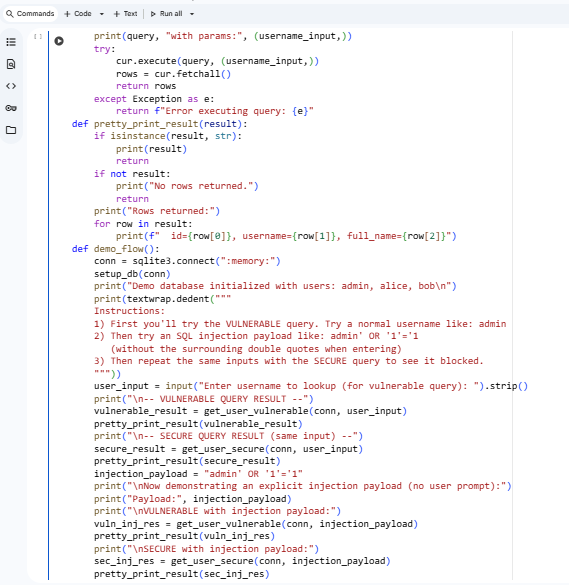 Commands + Code + Text Run all
[ ]
print(query, "with params:", (username_input,))
try:
cur.execute(query, (username_input,))
rows = cur.fetchall()
return rows
except Exception as e:
return f"Error executing query: {e}"
def pretty_print_result(result):
if isinstance(result, str):
print(result)
return
if not result:
print("No rows returned.")
return
print("Rows returned:")
for row in result:
print(f"  id={row[0]}, username={row[1]}, full_name={row[2]}")
def demo_flow():
conn = sqlite3.connect(":memory:")
setup_db(conn)
print("Demo database initialized with users: admin, alice, bob\n")
print(textwrap.dedent("""
Instructions:
1) First you'll try the VULNERABLE query. Try a normal username like: admin
2) Then try an SQL injection payload like: admin' OR '1'='1
(without the surrounding double quotes when entering)
3) Then repeat the same inputs with the SECURE query to see it blocked.
"""))
user_input = input("Enter username to lookup (for vulnerable query): ").strip()
print("\n-- VULNERABLE QUERY RESULT --")
vulnerable_result = get_user_vulnerable(conn, user_input)
pretty_print_result(vulnerable_result)
print("\n-- SECURE QUERY RESULT (same input) --")
secure_result = get_user_secure(conn, user_input)
pretty_print_result(secure_result)
injection_payload = "admin' OR '1'='1"
print("\nNow demonstrating an explicit injection payload (no user prompt):")
print("Payload:", injection_payload)
print("\nVULNERABLE with injection payload:")
vuln_inj_res = get_user_vulnerable(conn, injection_payload)
pretty_print_result(vuln_inj_res)
print("\nSECURE with injection payload:")
sec_inj_res = get_user_secure(conn, injection_payload)
pretty_print_result(sec_inj_res)